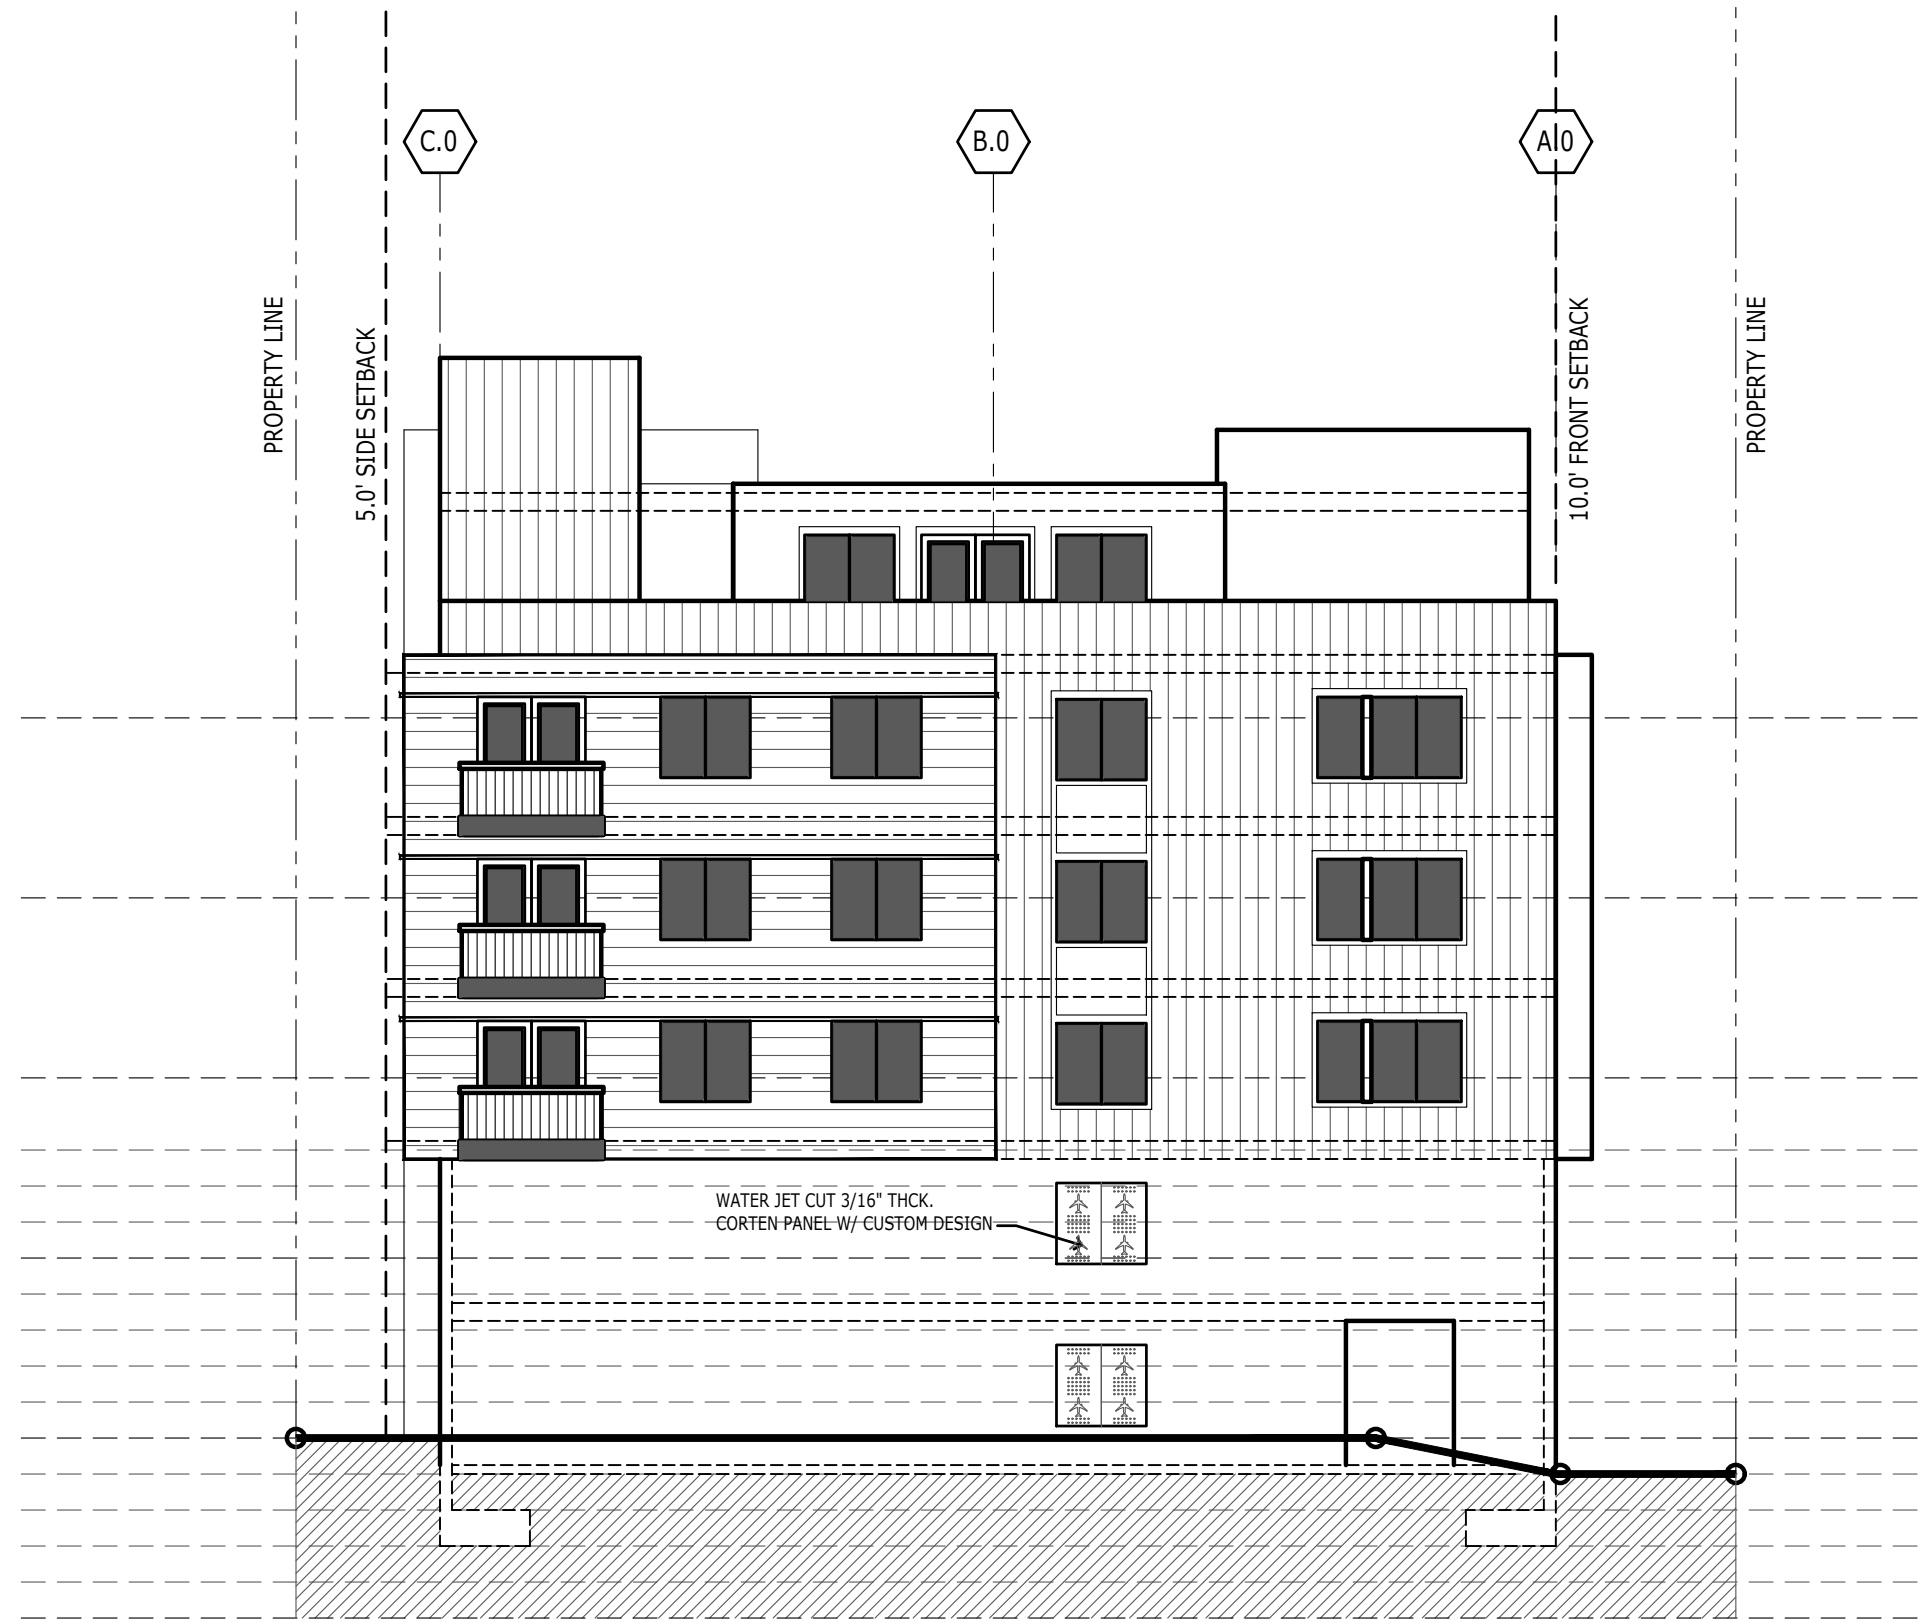 C.0
B.0
A.0
PROPERTY LINE
5.0' SIDE SETBACK
10.0' FRONT SETBACK
PROPERTY LINE
WATER JET CUT 3/16" THCK.
CORTEN PANEL W/ CUSTOM DESIGN